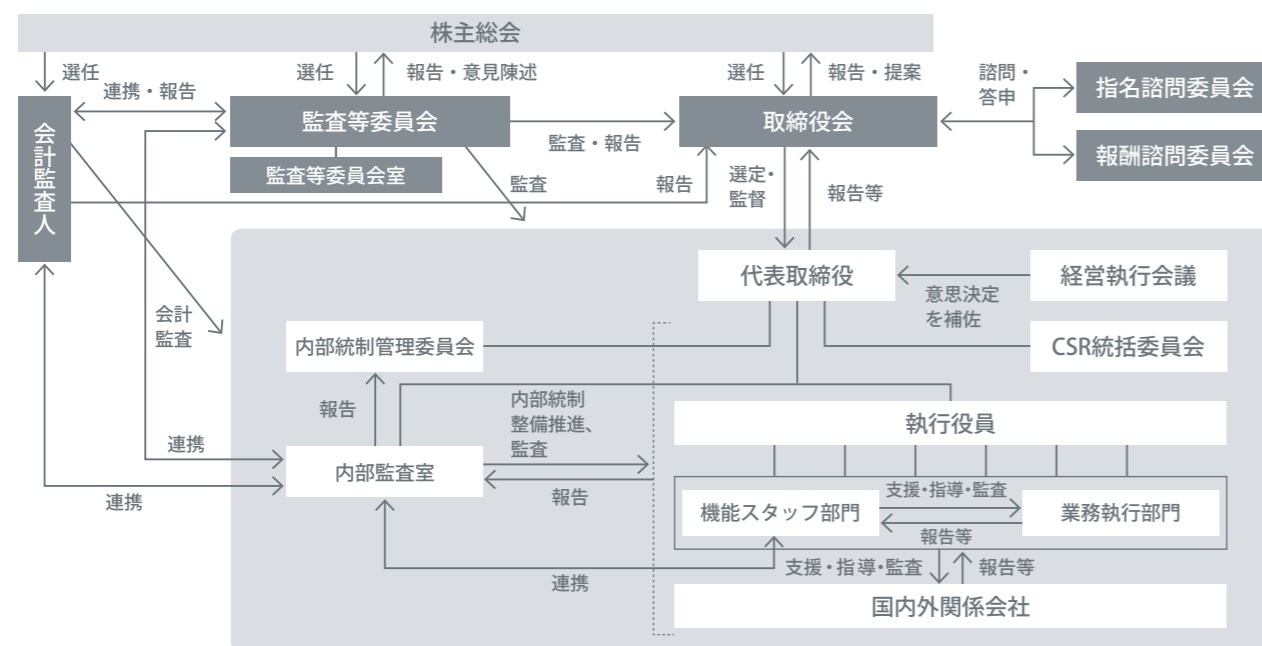 株主総会
選任
選任
報告・意見陳述
選任
報告・提案
諮問・
答申
指名諮問委員会
連携・報告
会計監査人
監査等委員会
取締役会
監査・報告
報酬諮問委員会
監査等委員会室
監査
報告
選定・
監督
報告等
代表取締役
経営執行会議
意思決定
を補佐
会計
監査
内部統制管理委員会
CSR統括委員会
報告
内部統制
整備推進、
監査
執行役員
連携
内部監査室
連携
報告
機能スタッフ部門
支援・指導・監査
業務執行部門
報告等
連携
支援・指導・監査
報告等
国内外関係会社